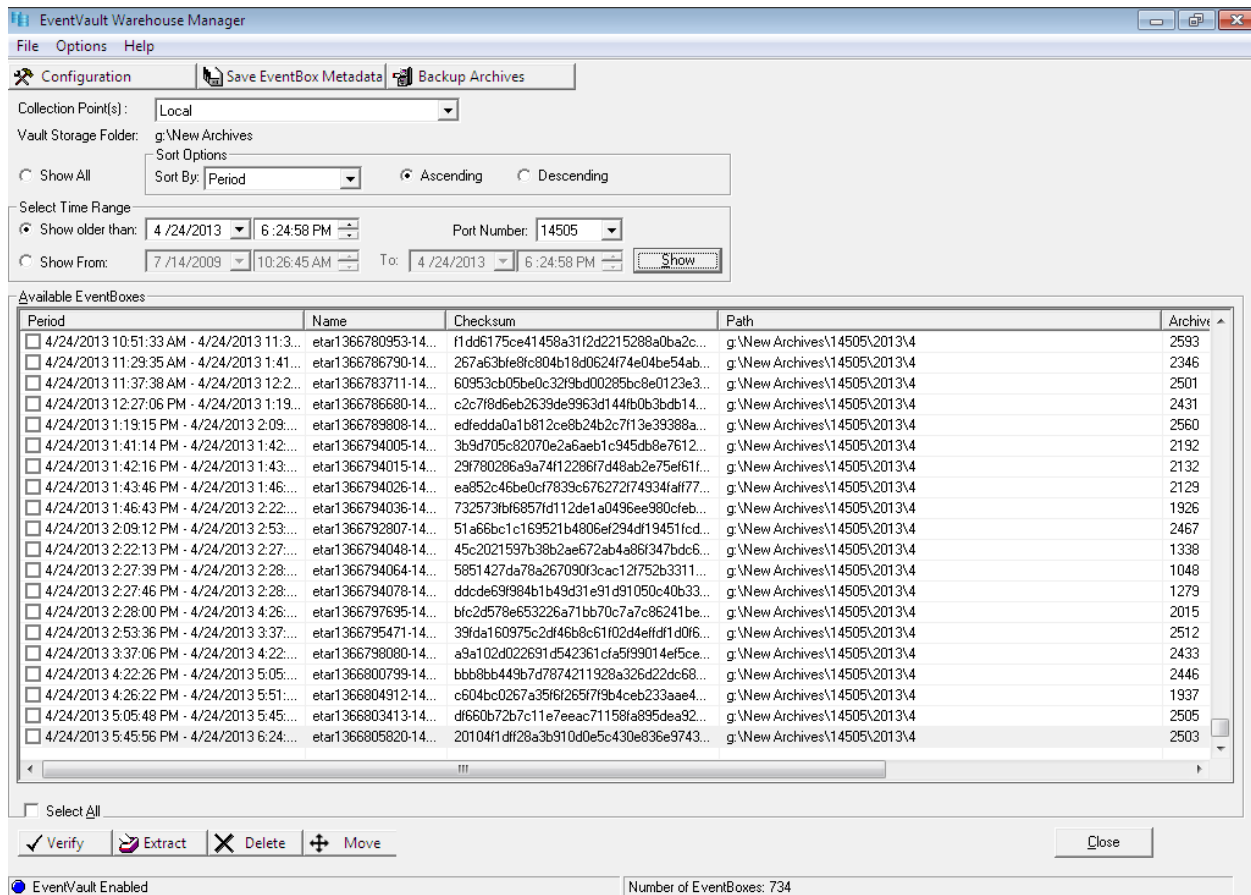 EventVault Warehouse Manager
File Options Help
Configuration Save EventBox Metadata Backup Archives
Collection Point(s) : Local
Vault Storage Folder: g:\New Archives
Sort Options
Show All Sort By: Period Ascending Descending
Select Time Range
Show older than: 4 /24/2013 6 :24:58 PM Port Number: 14505
Show From: 7 /14/2009 10:26:45 AM To: 4 /24/2013 6 :24:58 PM Show
Available EventBoxes
Period Name Checksum Path Archive
4/24/2013 10:51:33 AM - 4/24/2013 11:3... etar1366780953-14... f1dd6175ce41458a31f2d2215288a0ba2c... g:\New Archives\14505\2013\4 2593
4/24/2013 11:29:35 AM - 4/24/2013 1:41... etar1366786790-14... 267a63bfe8fc804b18d0624f74e04be54ab... g:\New Archives\14505\2013\4 2346
4/24/2013 11:37:38 AM - 4/24/2013 12:2... etar1366783711-14... 60953cb05be0c32f9bd00285bc8e0123e3... g:\New Archives\14505\2013\4 2501
4/24/2013 12:27:06 PM - 4/24/2013 1:19... etar1366786680-14... c2c7f8d6eb2639de9963d144fb0b3bdb14... g:\New Archives\14505\2013\4 2431
4/24/2013 1:19:15 PM - 4/24/2013 2:09:... etar1366789808-14... edfedda0a1b812ce8b24b2c7f13e39388a... g:\New Archives\14505\2013\4 2560
4/24/2013 1:41:14 PM - 4/24/2013 1:42:... etar1366794005-14... 3b9d705c82070e2a6aeb1c945db8e7612... g:\New Archives\14505\2013\4 2192
4/24/2013 1:42:16 PM - 4/24/2013 1:43:... etar1366794015-14... 29f780286a9a74f12286f7d48ab2e75ef61f... g:\New Archives\14505\2013\4 2132
4/24/2013 1:43:46 PM - 4/24/2013 1:46:... etar1366794026-14... ea852c46be0cf7839c676272f74934faff77... g:\New Archives\14505\2013\4 2129
4/24/2013 1:46:43 PM - 4/24/2013 2:22:... etar1366794036-14... 732573fbf6857fd112de1a0496ee980cfeb... g:\New Archives\14505\2013\4 1926
4/24/2013 2:09:12 PM - 4/24/2013 2:53:... etar1366792807-14... 51a66bc1c169521b4806ef294df19451fcd... g:\New Archives\14505\2013\4 2467
4/24/2013 2:22:13 PM - 4/24/2013 2:27:... etar1366794048-14... 45c2021597b38b2ae672ab4a86f347bdc6... g:\New Archives\14505\2013\4 1338
4/24/2013 2:27:39 PM - 4/24/2013 2:28:... etar1366794064-14... 5851427da78a267090f3cac12f752b3311... g:\New Archives\14505\2013\4 1048
4/24/2013 2:27:46 PM - 4/24/2013 2:28:... etar1366794078-14... ddcde69f984b1b49d31e91d91050c40b33... g:\New Archives\14505\2013\4 1279
4/24/2013 2:28:00 PM - 4/24/2013 4:26:... etar1366797695-14... bfc2d578e653226a71bb70c7a7c86241be... g:\New Archives\14505\2013\4 2015
4/24/2013 2:53:36 PM - 4/24/2013 3:37:... etar1366795471-14... 39fda160975c2df46b8c61f02d4effdf1d0f6... g:\New Archives\14505\2013\4 2512
4/24/2013 3:37:06 PM - 4/24/2013 4:22:... etar1366798080-14... a9a102d022691d542361cfa5f99014ef5ce... g:\New Archives\14505\2013\4 2433
4/24/2013 4:22:26 PM - 4/24/2013 5:05:... etar1366800799-14... bbb8bb449b7d7874211928a326d22dc68... g:\New Archives\14505\2013\4 2446
4/24/2013 4:26:22 PM - 4/24/2013 5:51:... etar1366804912-14... c604bc0267a35f6f265f7f9b4ceb233aae4... g:\New Archives\14505\2013\4 1937
4/24/2013 5:05:48 PM - 4/24/2013 5:45:... etar1366803413-14... df660b72b7c11e7eeac71158fa895dea92... g:\New Archives\14505\2013\4 2505
4/24/2013 5:45:56 PM - 4/24/2013 6:24:... etar1366805820-14... 20104f1dff28a3b910d0e5c430e836e9743... g:\New Archives\14505\2013\4 2503
Select All
Verify Extract Delete Move Close
EventVault Enabled Number of EventBoxes: 734